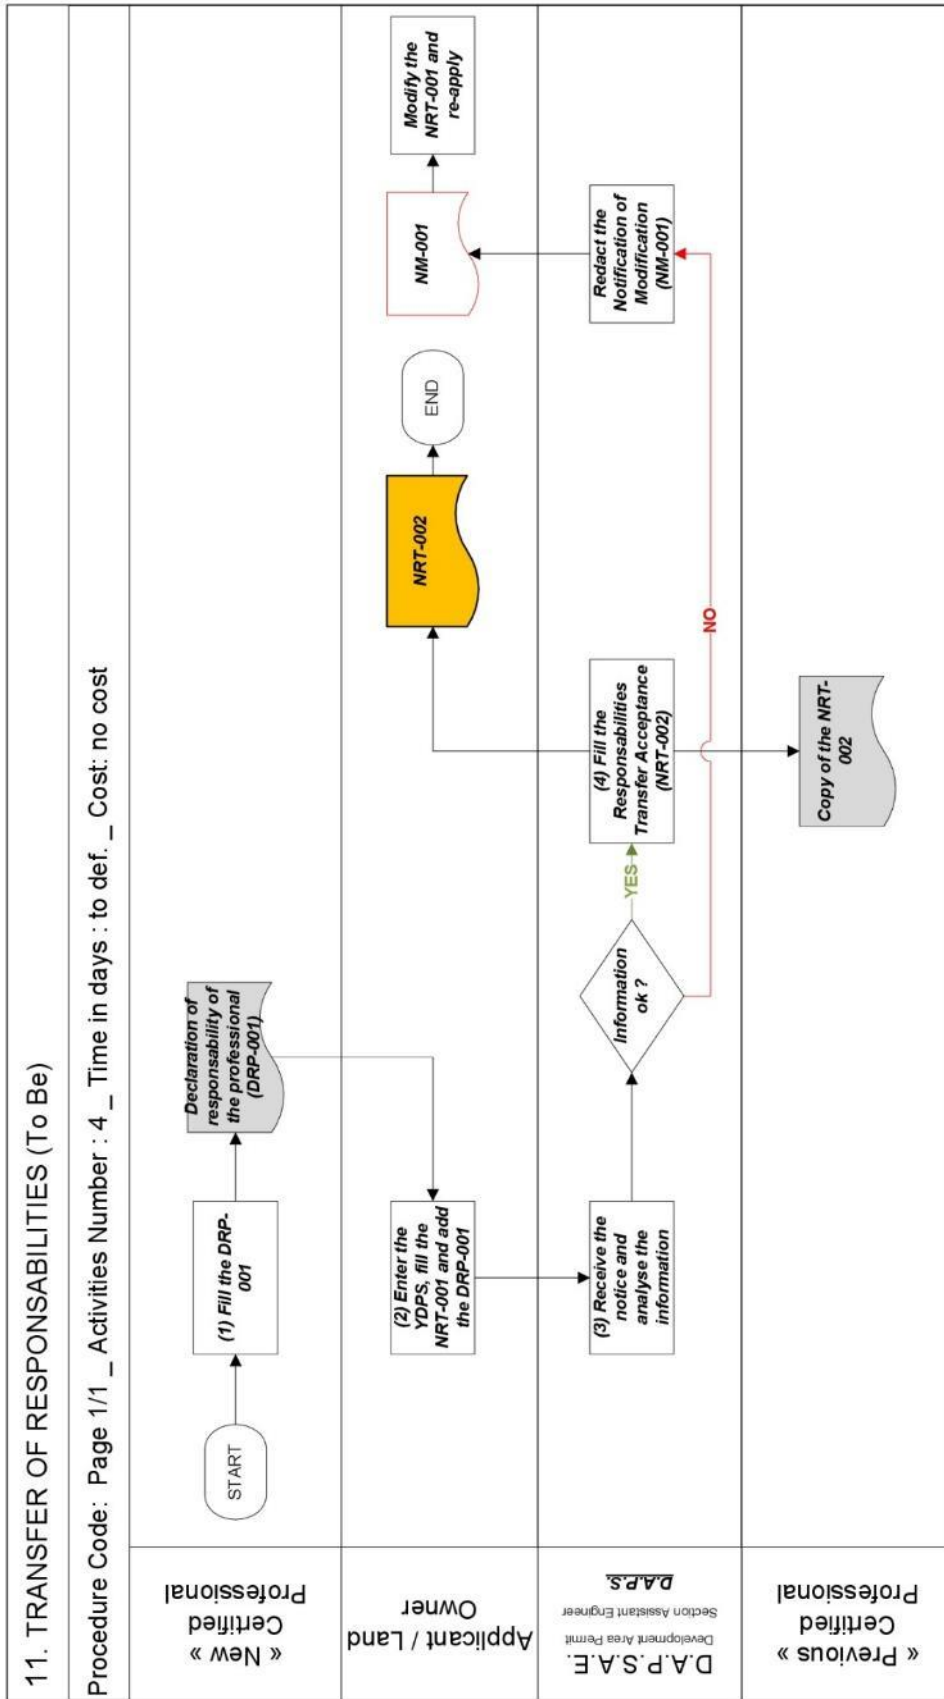 11. TRANSFER OF RESPONSABILITIES (To Be)
Procedure Code: Page 1/1 _ Activities Number : 4 _ Time in days : to def. _ Cost: no cost
« New »
Certified
Professional
START
(1) Fill the DRP-
001
Declaration of
responsability of
the professional
(DRP-001)
Applicant / Land
Owner
(2) Enter the
YDPS, fill the
NRT-001 and add
the DRP-001
NRT-002
END
NM-001
Modify the
NRT-001 and
re-apply
D.A.P.S.A.E.
Development Area Permit
Section Assistant Engineer
D.A.P.S.
(3) Receive the
notice and
analyse the
information
Information
ok ?
YES
(4) Fill the
Responsabilities
Transfer Acceptance
(NRT-002)
NO
Redact the
Notification of
Modification
(NM-001)
« Previous »
Certified
Professional
Copy of the NRT-
002